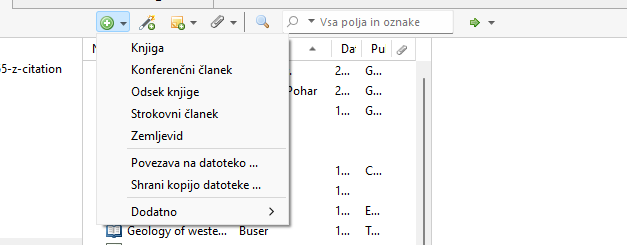 Vsa polja in oznake
Da Pu
5-z-citation
Knjiga
Konferenčni članek
2... G...
Odsek knjige
Pohar 2... G...
Strokovni članek
1... G...
Zemljevid
Povezava na datoteko ...
1... C...
Shrani kopijo datoteke ...
1...
Dodatno
1... E...
Geology of weste... Buser 1... T...